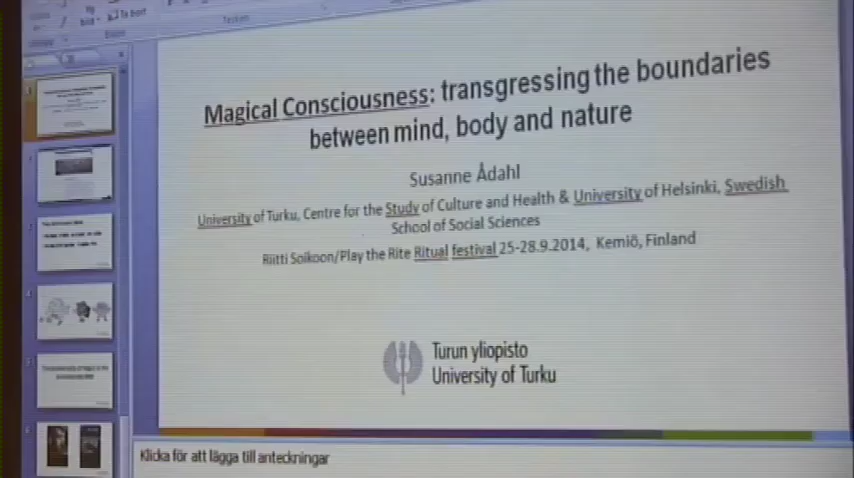 Ta bort
Magical Consciousness: transgressing the boundaries
between mind, body and nature
Susanne Ådahl
University of Turku, Centre for the Study of Culture and Health & University of Helsinki, Swedish
School of Social Sciences
Riitti Soikoon/Play the Rite Ritual festival 25-28.9.2014, Kemiö, Finland
Turun yliopisto
University of Turku
Klicka för att lägga till anteckningar